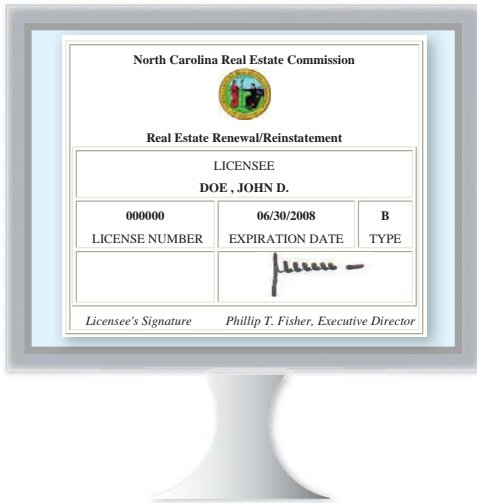 North Carolina Real Estate Commission
Real Estate Renewal/Reinstatement
LICENSEE
DOE , JOHN D.
000000
06/30/2008
B
LICENSE NUMBER
EXPIRATION DATE
TYPE
Licensee's Signature
Phillip T. Fisher, Executive Director